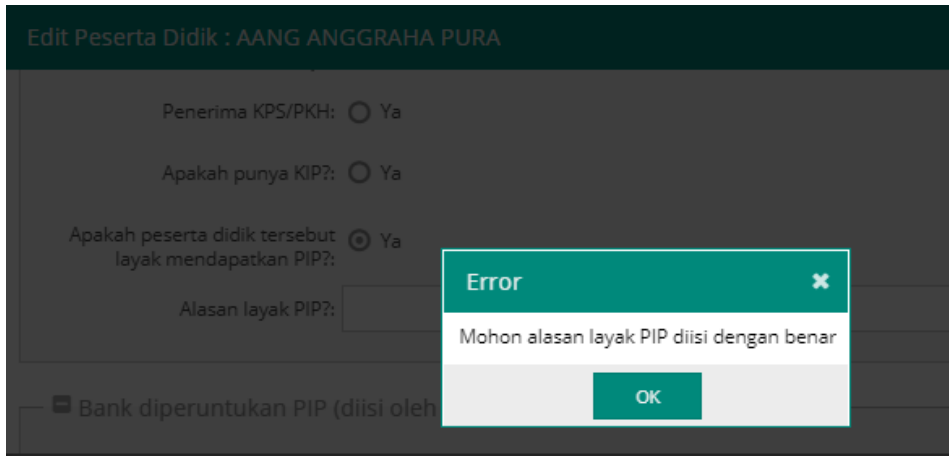 Edit Peserta Didik : AANG ANGGRAHA PURA
Penerima KPS/PKH: Ya
Apakah punya KIP?: Ya
Apakah peserta didik tersebut
layak mendapatkan PIP?: Ya
Alasan layak PIP?:
Error
Mohon alasan layak PIP diisi dengan benar
OK
Bank diperuntukan PIP (diisi oleh